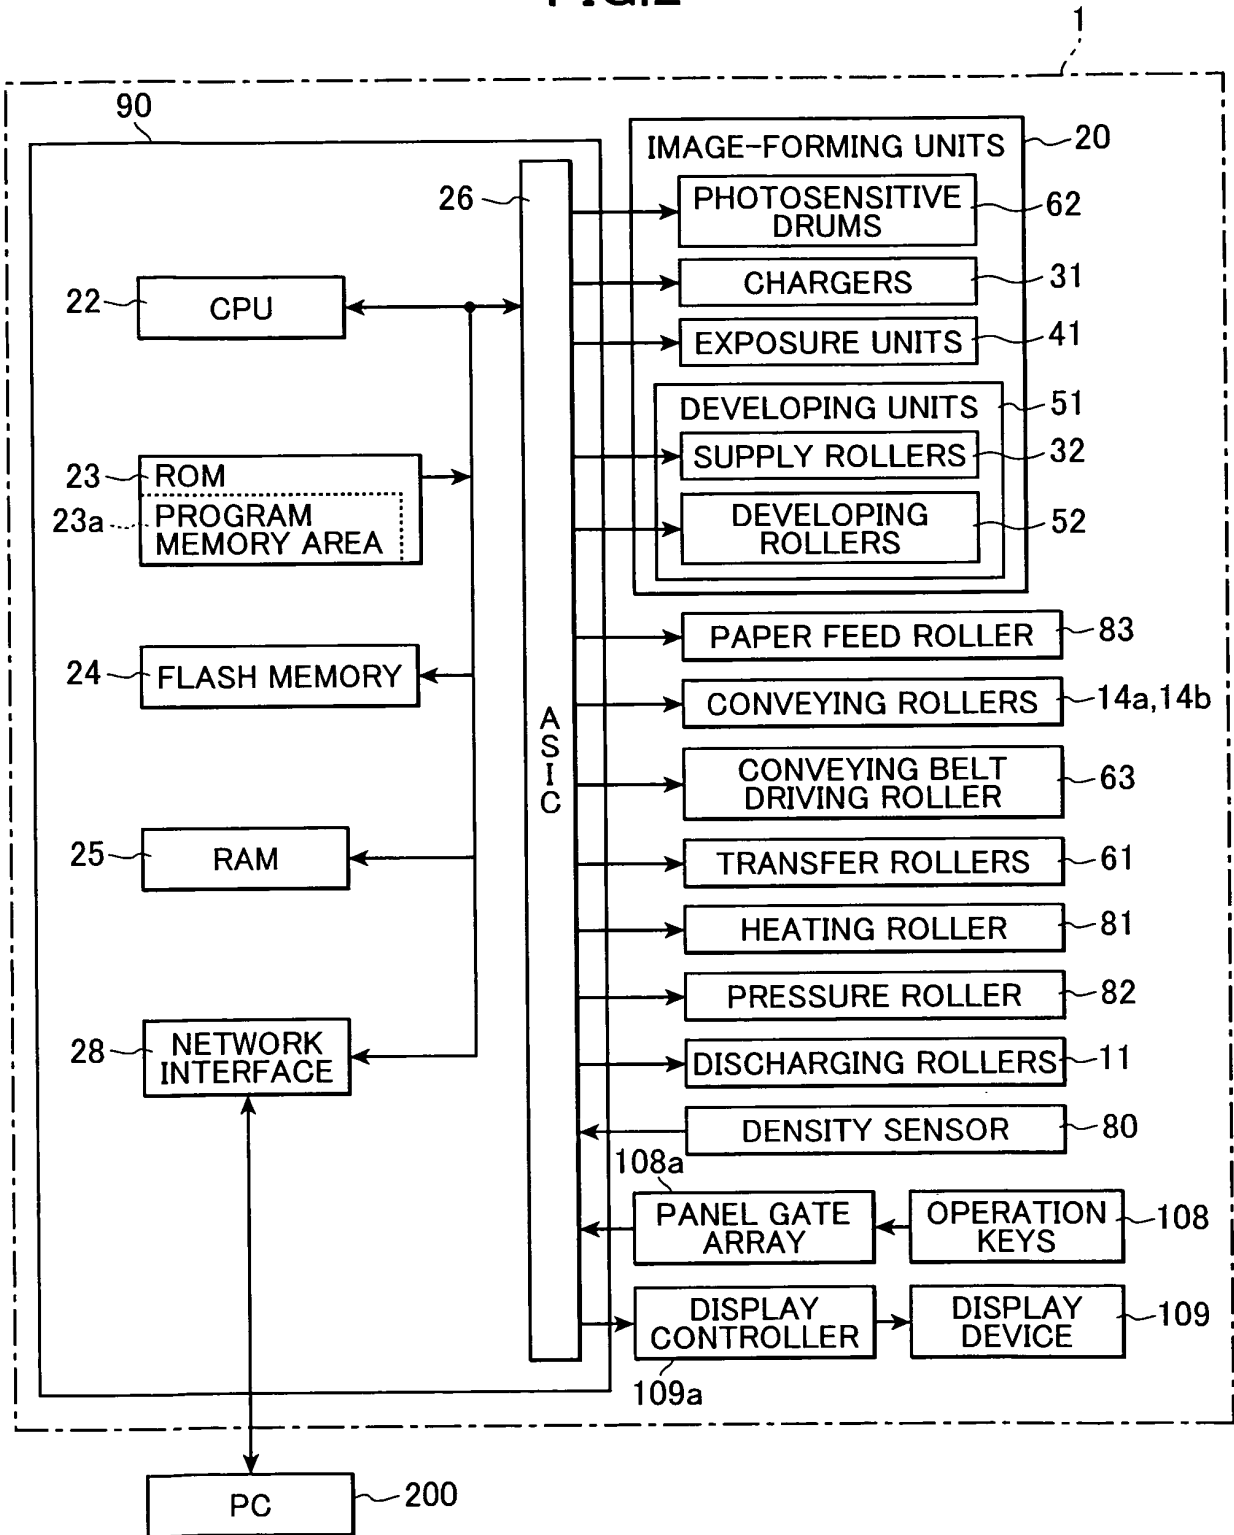 FIG.2
1
90
IMAGE-FORMING UNITS
20
26
PHOTOSENSITIVE
DRUMS
62
22
CPU
CHARGERS
31
EXPOSURE UNITS
41
DEVELOPING UNITS
51
23
ROM
SUPPLY ROLLERS
32
23a
PROGRAM
MEMORY AREA
DEVELOPING
ROLLERS
52
PAPER FEED ROLLER
83
24
FLASH MEMORY
CONVEYING ROLLERS
14a,14b
ASIC
CONVEYING BELT
DRIVING ROLLER
63
25
RAM
TRANSFER ROLLERS
61
HEATING ROLLER
81
PRESSURE ROLLER
82
28
NETWORK
INTERFACE
DISCHARGING ROLLERS
11
DENSITY SENSOR
80
108a
PANEL GATE
ARRAY
OPERATION
KEYS
108
DISPLAY
CONTROLLER
DISPLAY
DEVICE
109
109a
PC
200